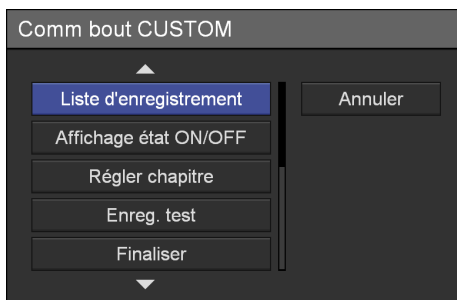 Comm bout CUSTOM
Liste d'enregistrement
Annuler
Affichage état ON/OFF
Régler chapitre
Enreg. test
Finaliser